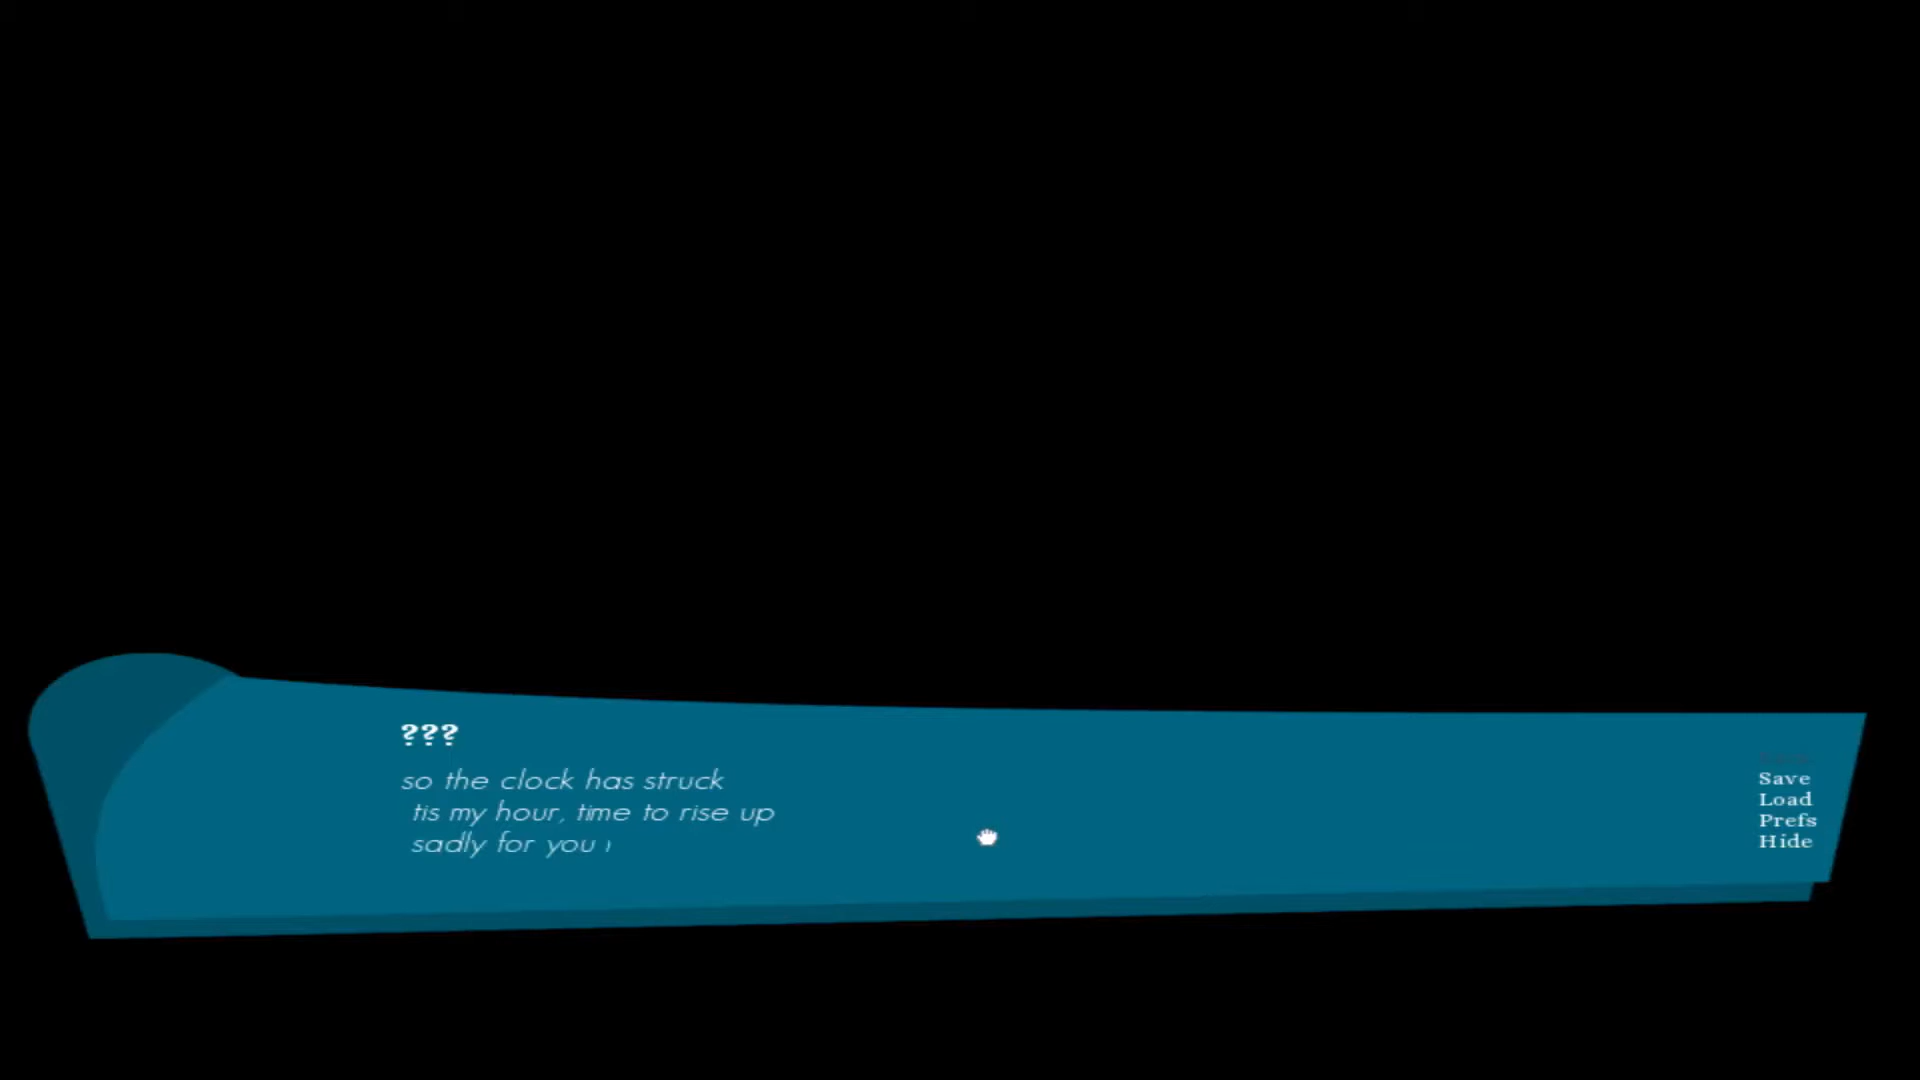 ???
so the clock has struck
tis my hour, time to rise up
sadly for you
Save
Load
Prefs
Hide